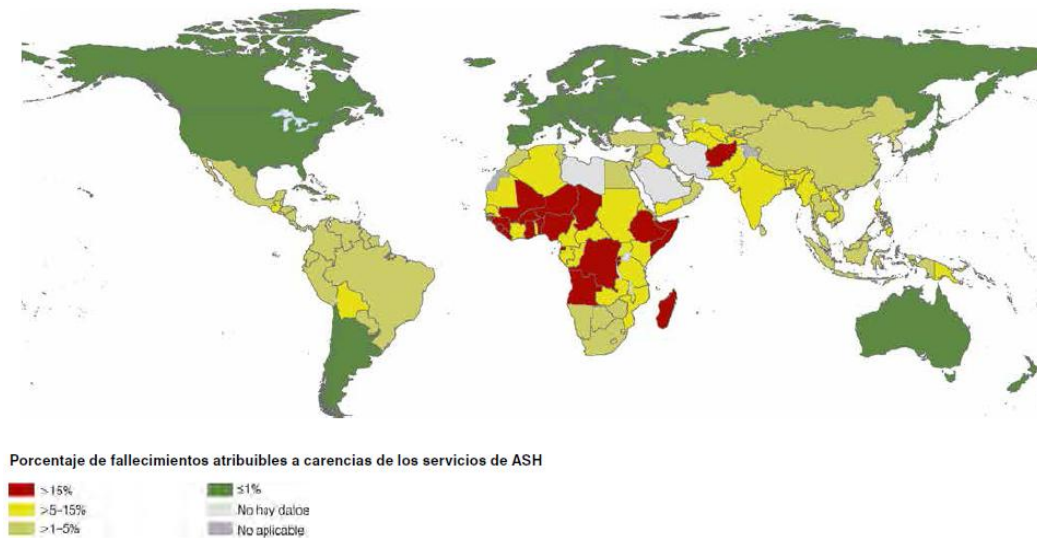 Porcentaje de fallecimientos atribuibles a carencias de los servicios de ASH
>15%
>5–15%
>1–5%
≤1%
No hay datos
No aplicable